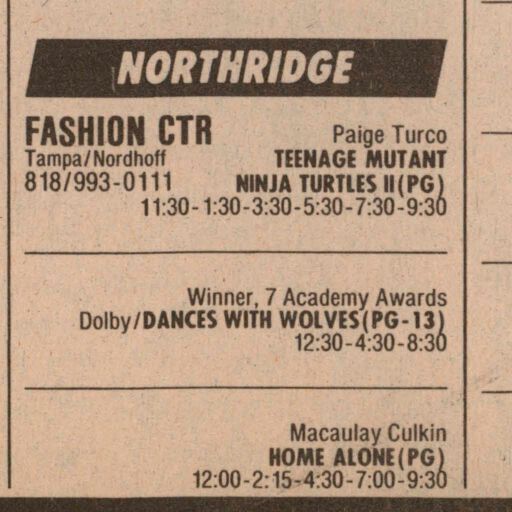 NORTHRIDGE
FASHION CTR
Tampa/Nordhoff
818/993-0111
Paige Turco
TEENAGE MUTANT
NINJA TURTLES II(PG)
11:30-1:30-3:30-5:30-7:30-9:30
Winner, 7 Academy Awards
Dolby/DANCES WITH WOLVES(PG-13)
12:30-4:30-8:30
Macaulay Culkin
HOME ALONE(PG)
12:00-2:15-4:30-7:00-9:30